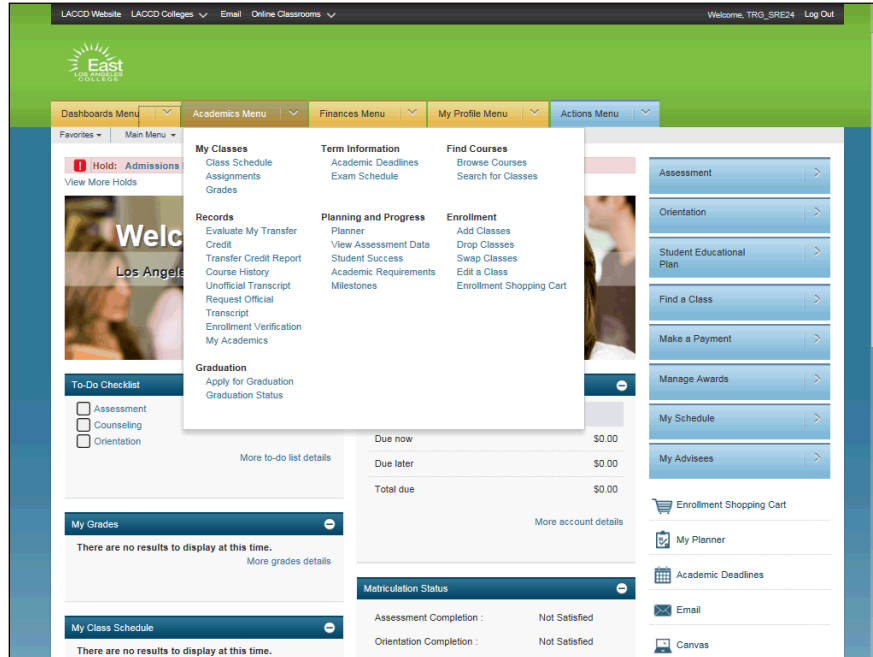 LACCD Website LACCD Colleges Email Online Classrooms Welcome, TRG_SRE24 Log Out
East
LOS ANGELES
COLLEGE
Dashboards Menu Academics Menu Finances Menu My Profile Menu Actions Menu
Favorites Main Menu
Hold: Admissions
View More Holds
My Classes
Class Schedule
Assignments
Grades
Term Information
Academic Deadlines
Exam Schedule
Find Courses
Browse Courses
Search for Classes
Records
Evaluate My Transfer
Credit
Transfer Credit Report
Course History
Unofficial Transcript
Request Official
Transcript
Enrollment Verification
My Academics
Planning and Progress
Planner
View Assessment Data
Student Success
Academic Requirements
Milestones
Enrollment
Add Classes
Drop Classes
Swap Classes
Edit a Class
Enrollment Shopping Cart
Graduation
Apply for Graduation
Graduation Status
Welc
Los Angele
To-Do Checklist
Assessment
Counseling
Orientation
More to-do list details
My Grades
There are no results to display at this time.
More grades details
My Class Schedule
There are no results to display at this time.
Due now $0.00
Due later $0.00
Total due $0.00
More account details
Matriculation Status
Assessment Completion : Not Satisfied
Orientation Completion : Not Satisfied
Assessment
Orientation
Student Educational
Plan
Find a Class
Make a Payment
Manage Awards
My Schedule
My Advisees
Enrollment Shopping Cart
My Planner
Academic Deadlines
Email
Canvas